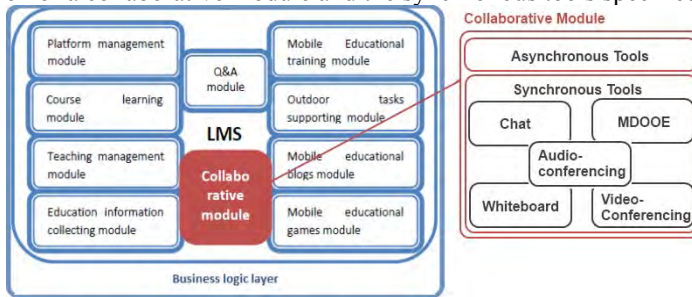 Platform management
module
Course learning
module
Teaching management
module
Education information
collecting module
Q&A
module
LMS
Collabo
rative
module
Mobile Educational
training module
Outdoor tasks
supporting module
Mobile educational
blogs module
Mobile educational
games module
Business logic layer
Collaborative Module
Asynchronous Tools
Synchronous Tools
Chat
MDOOE
Audio-
conferencing
Whiteboard
Video-
Conferencing